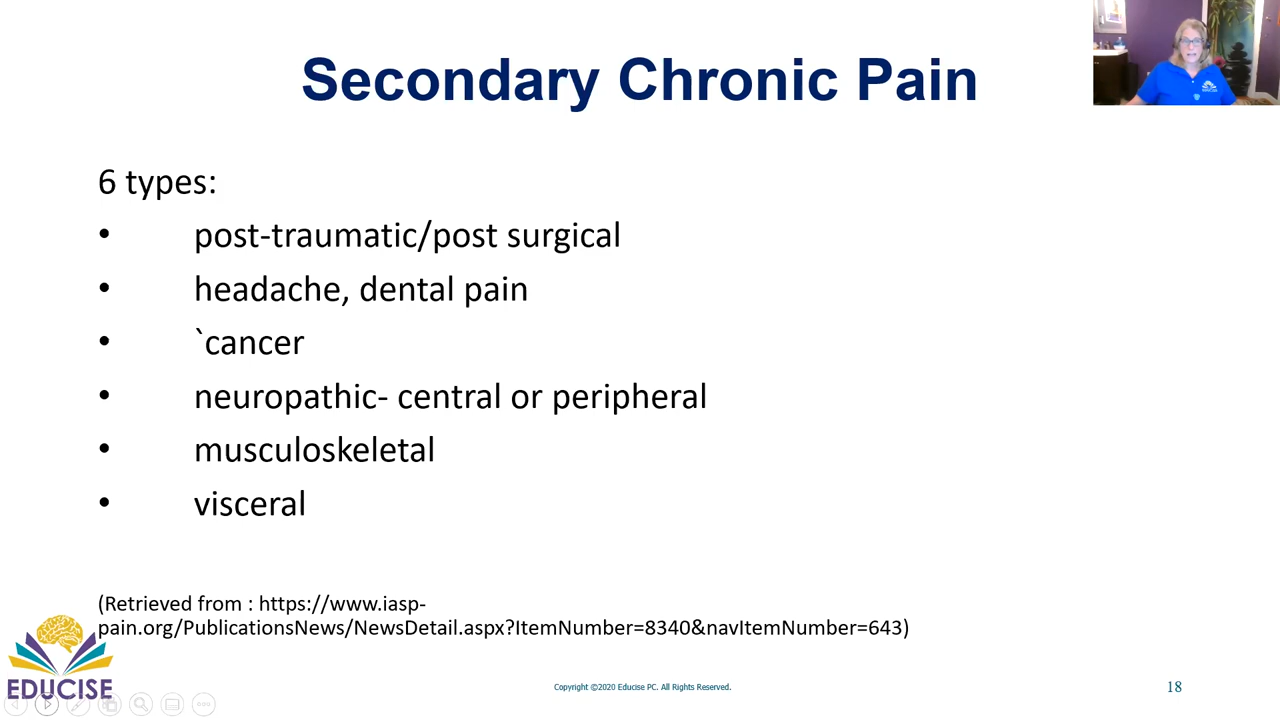 Secondary Chronic Pain
6 types:
• post-traumatic/post surgical
• headache, dental pain
• `cancer
• neuropathic- central or peripheral
• musculoskeletal
• visceral
(Retrieved from : https://www.iasp-
pain.org/PublicationsNews/NewsDetail.aspx?ItemNumber=8340&navItemNumber=643)
EDUCISE
Copyright ©2020 Educise PC. All Rights Reserved.
18